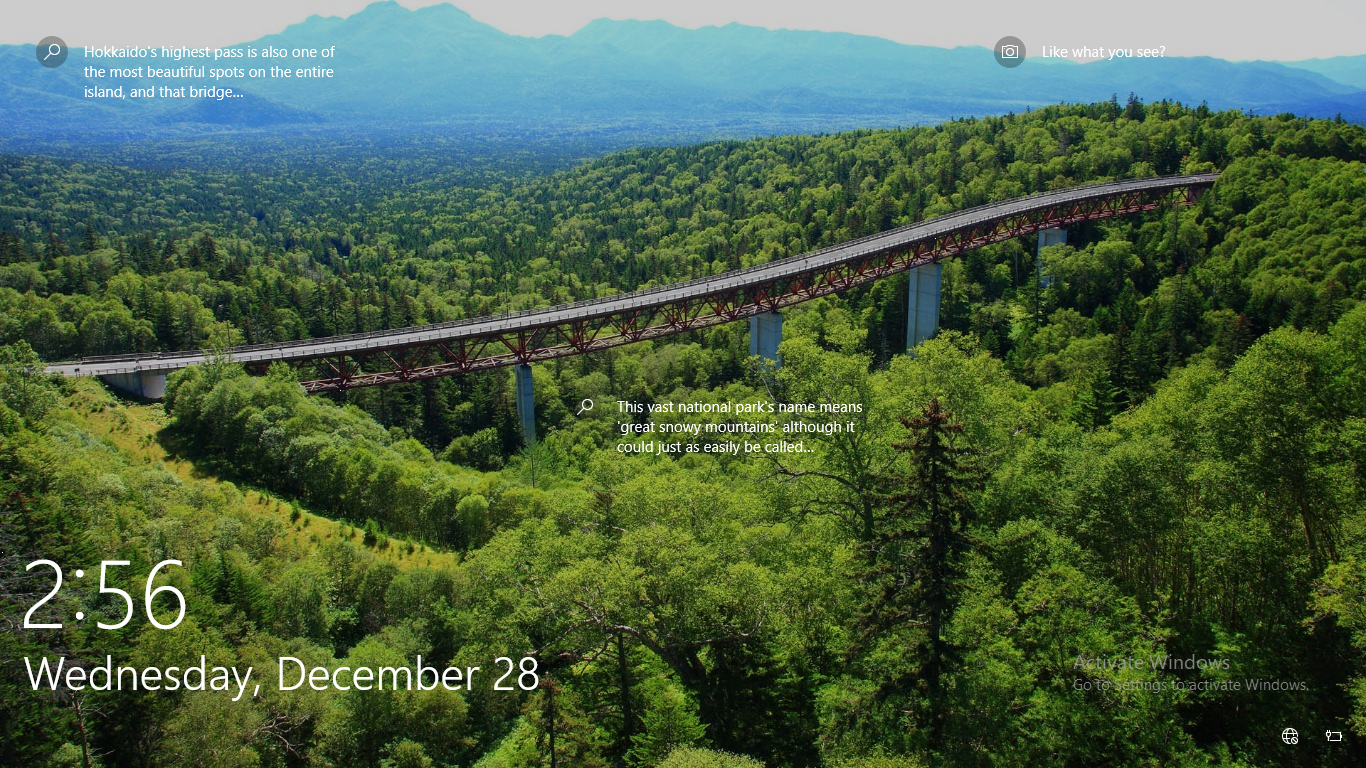 Hokkaido's highest pass is also one of
the most beautiful spots on the entire
island, and that bridge...
Like what you see?
This vast national park's name means
'great snowy mountains' although it
could just as easily be called...
2:56
Wednesday, December 28
Activate Windows
Go to Settings to activate Windows.